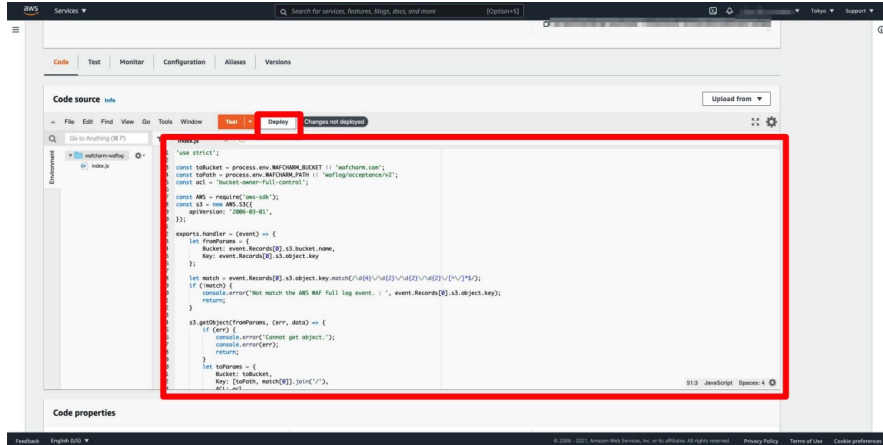 aws Services ▼ Search for services, features, blogs, docs, and more [Option+S] Tokyo ▼ Support ▼
Code Test Monitor Configuration Aliases Versions
Code source Info Upload from ▼
File Edit Find View Go Tools Window Test ▼ Deploy Changes not deployed
Go to Anything (⌘ P) index.js
Environment
wafcharm-waflog
index.js
'use strict';
const toBucket = process.env.WAFCHARM_BUCKET || 'wafcharm.com';
const toPath = process.env.WAFCHARM_PATH || 'waflog/acceptance/v2';
const acl = 'bucket-owner-full-control';
const AWS = require('aws-sdk');
const s3 = new AWS.S3({
apiVersion: '2006-03-01',
});
exports.handler = (event) => {
let fromParams = {
Bucket: event.Records[0].s3.bucket.name,
Key: event.Records[0].s3.object.key
};
let match = event.Records[0].s3.object.key.match(/\d{4}\/\d{2}\/\d{2}\/\d{2}\/[^\/]*$/);
if (!match) {
console.error('Not match the AWS WAF full log event. : ', event.Records[0].s3.object.key);
return;
}
s3.getObject(fromParams, (err, data) => {
if (err) {
console.error('Cannot get object.');
console.error(err);
return;
}
let toParams = {
Bucket: toBucket,
Key: [toPath, match[0]].join('/'),
ACL: acl,
51:3 JavaScript Spaces: 4
Code properties
Feedback English (US) ▼ © 2008 - 2021, Amazon Web Services, Inc. or its affiliates. All rights reserved. Privacy Policy Terms of Use Cookie preferences